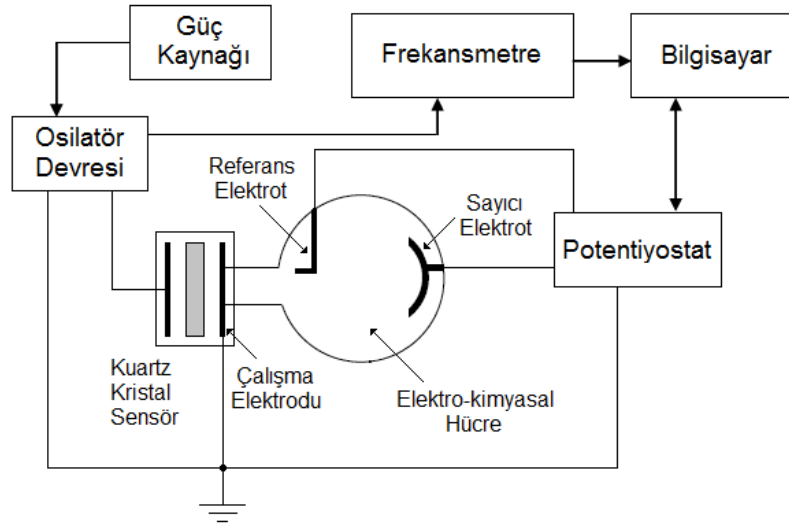 Güç
Kaynağı
Frekansmetre
Bilgisayar
Osilatör
Devresi
Referans
Elektrot
Sayıcı
Elektrot
Potentiyostat
Kuartz
Kristal
Sensör
Çalışma
Elektrodu
Elektro-kimyasal
Hücre